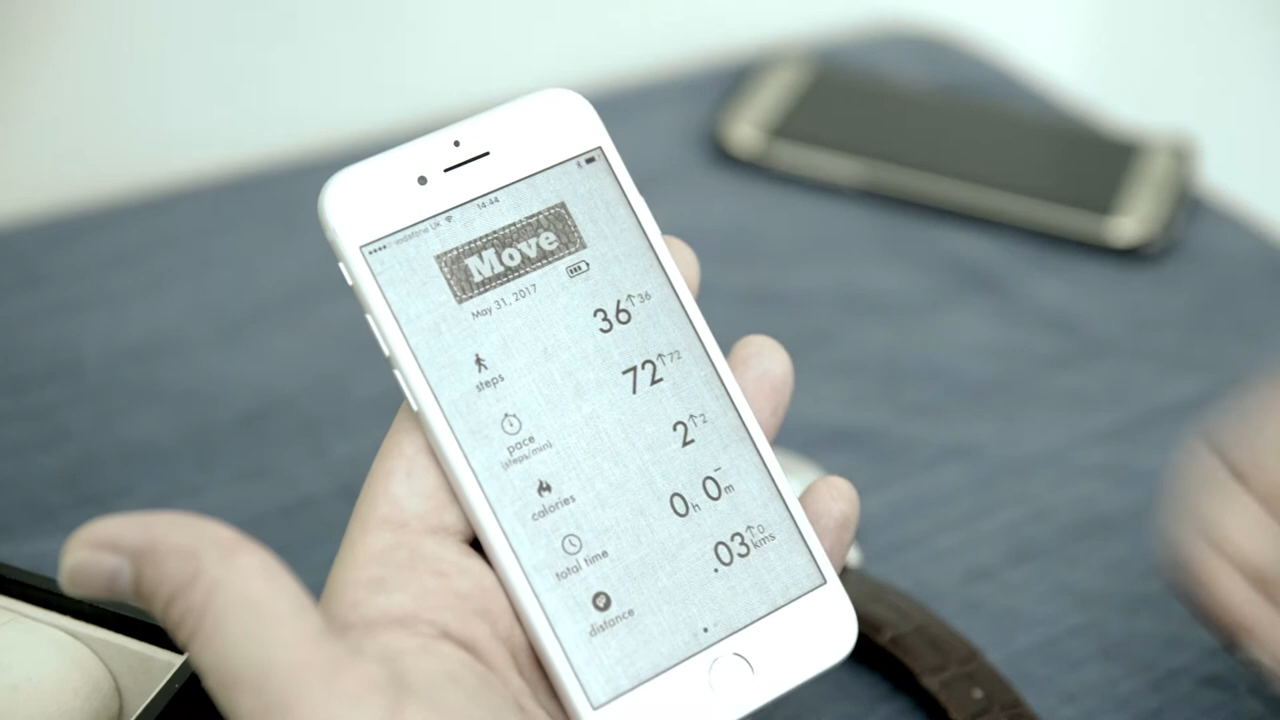 ●●●●○ vodafone UK 14:44
Move
May 31, 2017
steps 36 ↑36
pace 72 ↑72
(steps/min)
calories 2 ↑2
total time 0h 0m
distance .03 ↑0 kms